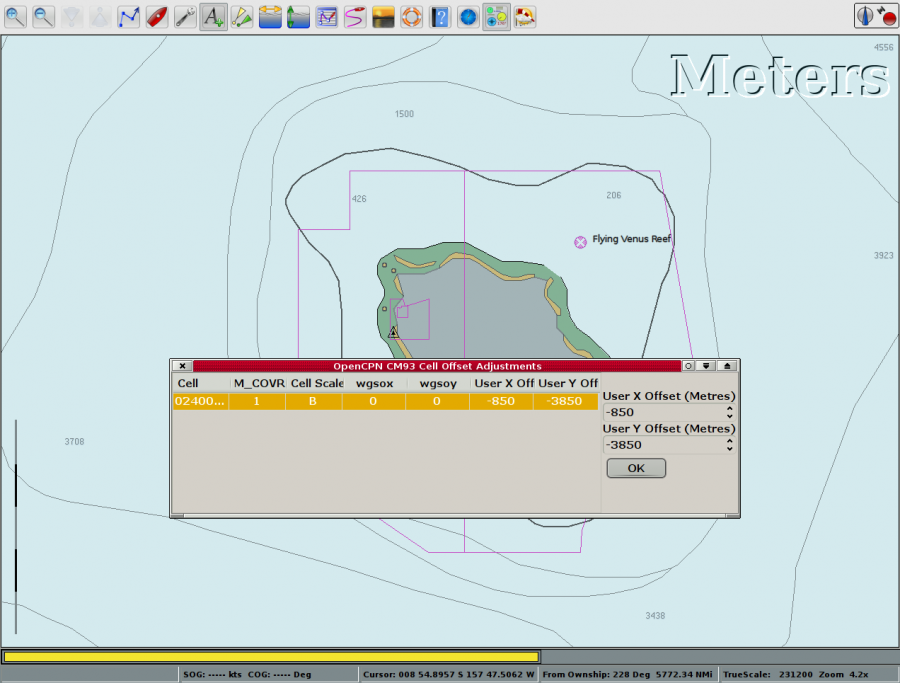 4556
Meters
1500
426
206
Flying Venus Reef
3923
OpenCPN CM93 Cell Offset Adjustments
Cell M_COVR Cell Scale wgsox wgsoy User X Off User Y Off
02400... 1 B 0 0 -850 -3850
User X Offset (Metres)
-850
User Y Offset (Metres)
-3850
OK
3708
3438
SOG: ----- kts COG: ----- Deg Cursor: 008 54.8957 S 157 47.5062 W From Ownship: 228 Deg 5772.34 NMi TrueScale: 231200 Zoom 4.2x